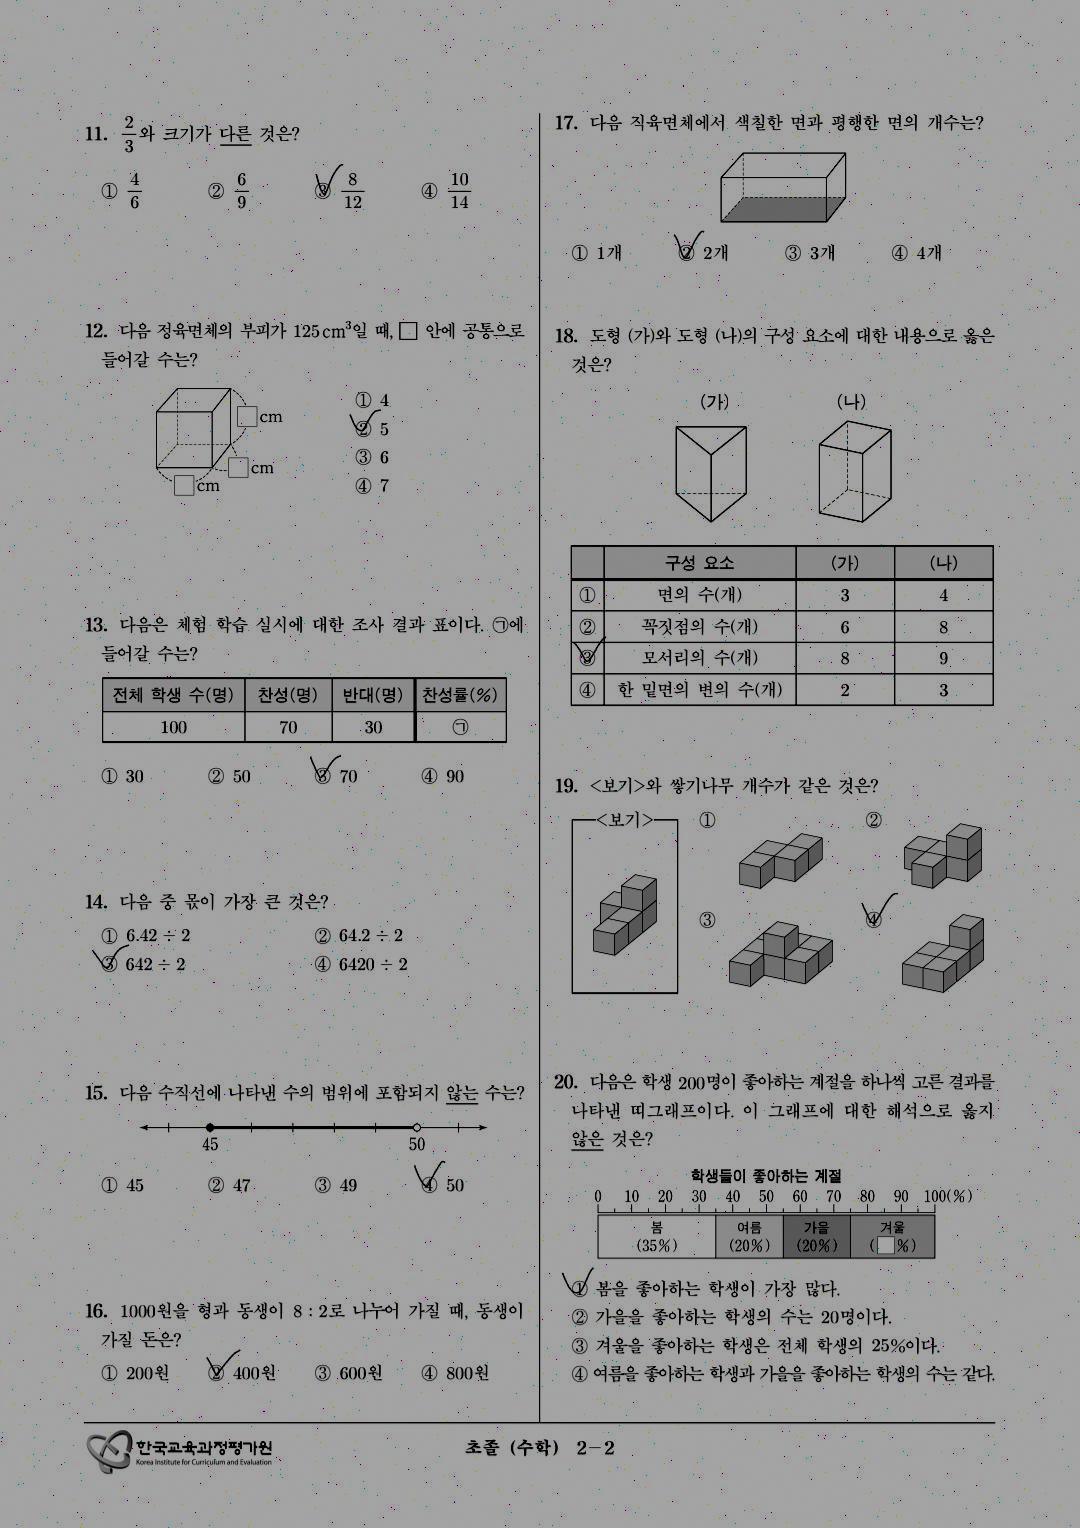 11. 2/3와 크기가 다른 것은?
① 4/6 ② 6/9 ③ 8/12 ④ 10/14
12. 다음 정육면체의 부피가 125cm³일 때, □ 안에 공통으로
들어갈 수는?
□cm
□cm
□cm
① 4
② 5
③ 6
④ 7
13. 다음은 체험 학습 실시에 대한 조사 결과 표이다. ㉠에
들어갈 수는?
전체 학생 수(명) 찬성(명) 반대(명) 찬성률(%)
100 70 30 ㉠
① 30 ② 50 ③ 70 ④ 90
14. 다음 중 몫이 가장 큰 것은?
① 6.42 ÷ 2 ② 64.2 ÷ 2
③ 642 ÷ 2 ④ 6420 ÷ 2
15. 다음 수직선에 나타낸 수의 범위에 포함되지 않는 수는?
45 50
① 45 ② 47 ③ 49 ④ 50
16. 1000원을 형과 동생이 8 : 2로 나누어 가질 때, 동생이
가질 돈은?
① 200원 ② 400원 ③ 600원 ④ 800원
17. 다음 직육면체에서 색칠한 면과 평행한 면의 개수는?
① 1개 ② 2개 ③ 3개 ④ 4개
18. 도형 (가)와 도형 (나)의 구성 요소에 대한 내용으로 옳은
것은?
(가) (나)
구성 요소 (가) (나)
① 면의 수(개) 3 4
② 꼭짓점의 수(개) 6 8
③ 모서리의 수(개) 8 9
④ 한 밑면의 변의 수(개) 2 3
19. <보기>와 쌓기나무 개수가 같은 것은?
<보기> ① ②
③ ④
20. 다음은 학생 200명이 좋아하는 계절을 하나씩 고른 결과를
나타낸 띠그래프이다. 이 그래프에 대한 해석으로 옳지
않은 것은?
학생들이 좋아하는 계절
0 10 20 30 40 50 60 70 80 90 100(%)
봄 여름 가을 겨울
(35%) (20%) (20%) (□%)
① 봄을 좋아하는 학생이 가장 많다.
② 가을을 좋아하는 학생의 수는 20명이다.
③ 겨울을 좋아하는 학생은 전체 학생의 25%이다.
④ 여름을 좋아하는 학생과 가을을 좋아하는 학생의 수는 같다.
한국교육과정평가원
Korea Institute for Curriculum and Evaluation
초졸 (수학) 2-2